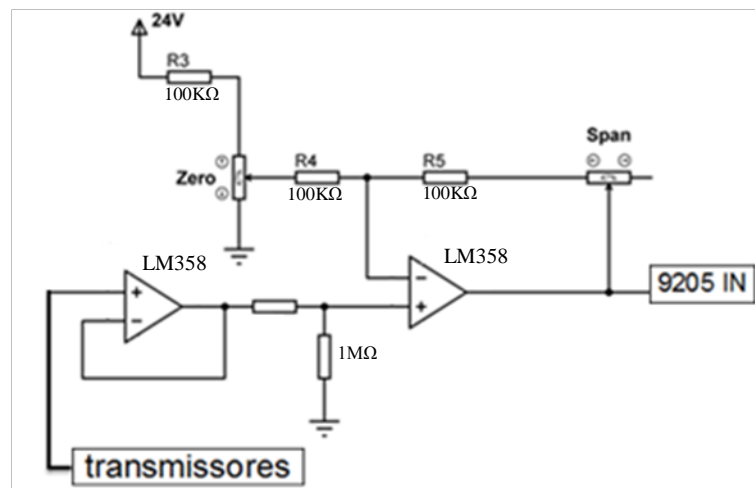 24V
R3
100KΩ
Zero
R4
100KΩ
R5
100KΩ
Span
LM358
+
−
LM358
−
+
9205 IN
1MΩ
transmissores